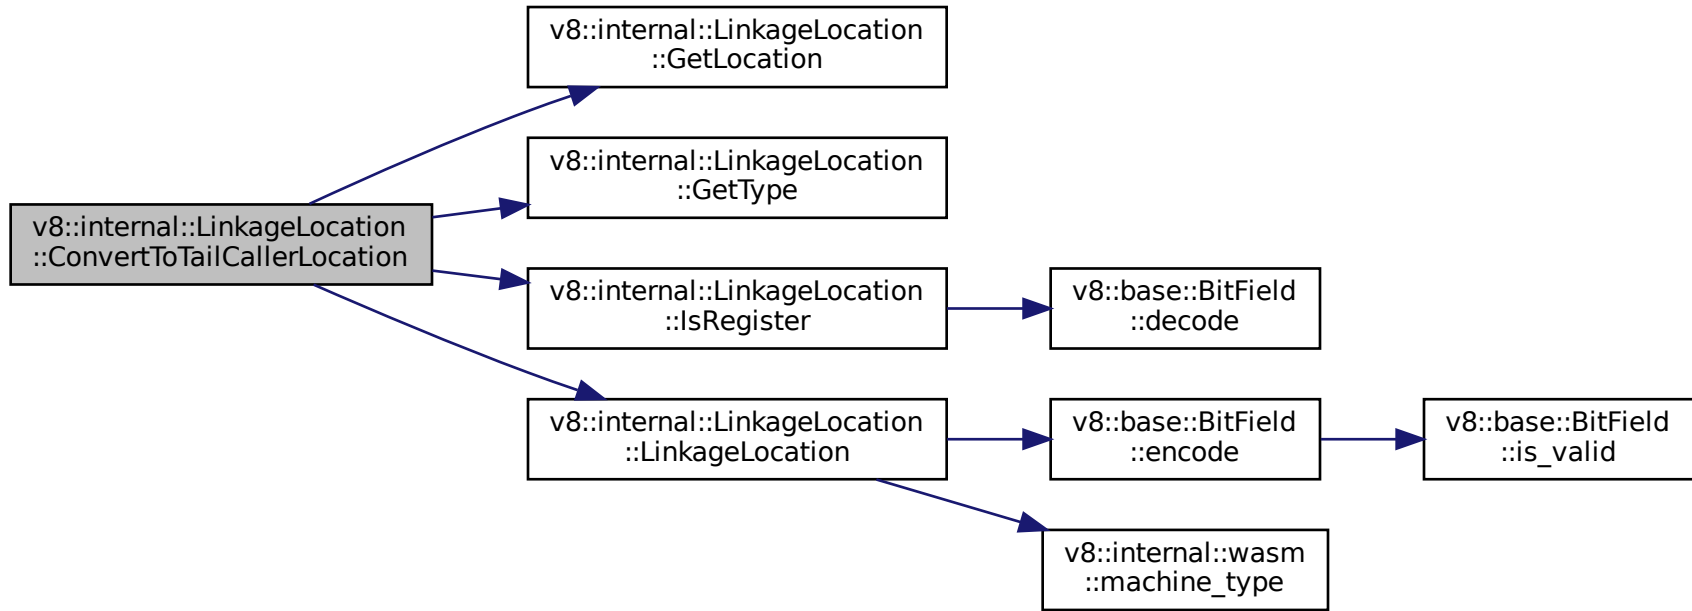 v8::internal::LinkageLocation
::ConvertToTailCallerLocation
v8::internal::LinkageLocation
::GetLocation
v8::internal::LinkageLocation
::GetType
v8::internal::LinkageLocation
::IsRegister
v8::base::BitField
::decode
v8::internal::LinkageLocation
::LinkageLocation
v8::base::BitField
::encode
v8::base::BitField
::is_valid
v8::internal::wasm
::machine_type